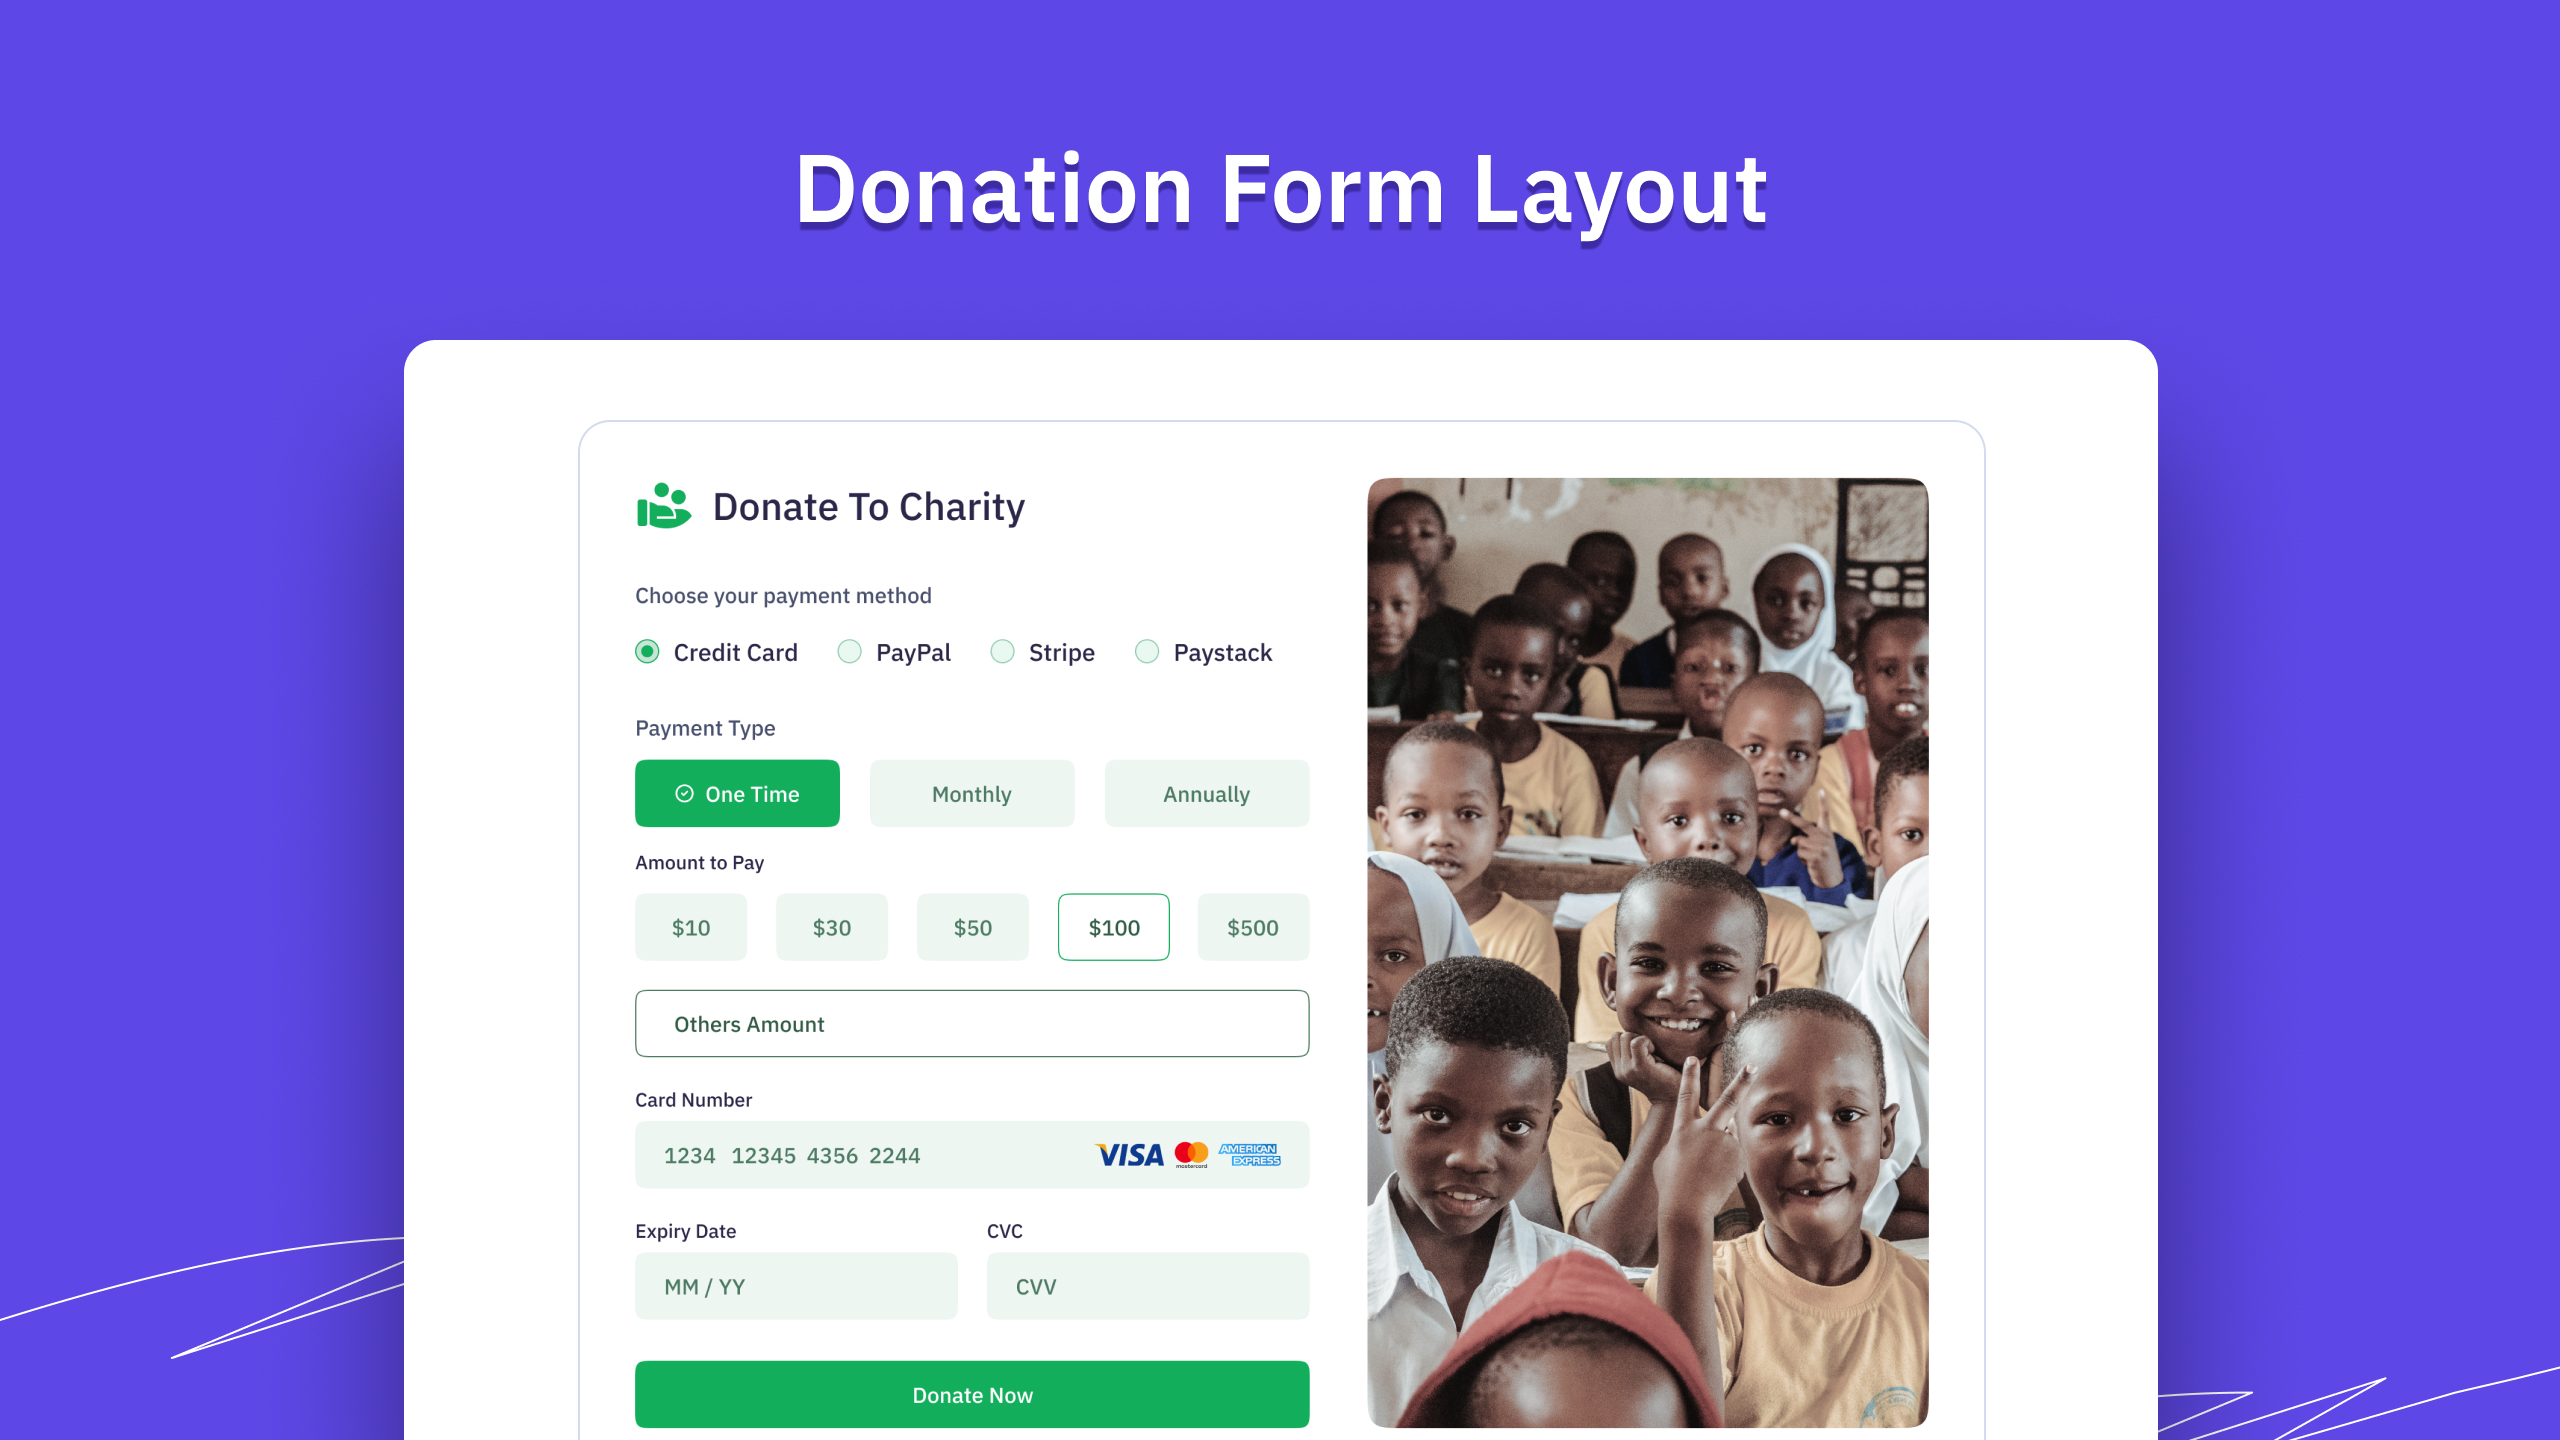 Donation Form Layout
Donate To Charity
Choose your payment method
Credit Card PayPal Stripe Paystack
Payment Type
One Time Monthly Annually
Amount to Pay
$10 $30 $50 $100 $500
Others Amount
Card Number
1234 12345 4356 2244 VISA mastercard AMERICAN EXPRESS
Expiry Date CVC
MM / YY CVV
Donate Now